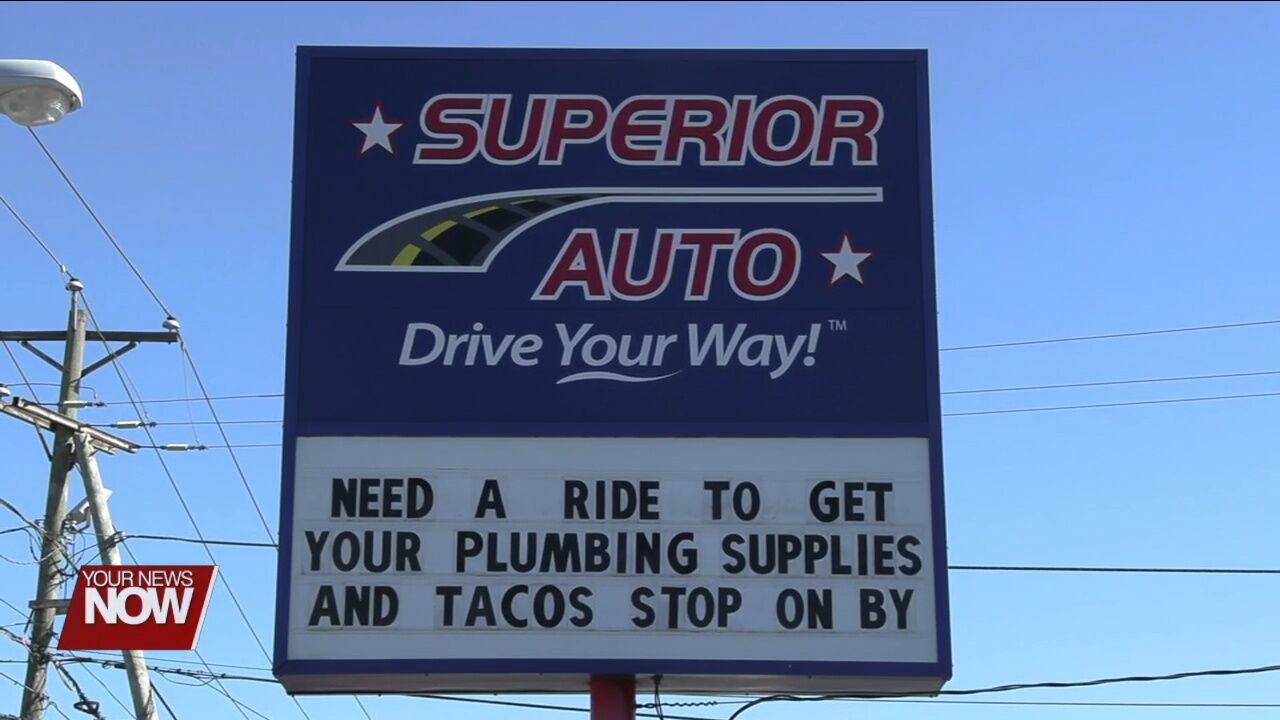 SUPERIOR
AUTO
Drive Your Way!™
NEED A RIDE TO GET
YOUR PLUMBING SUPPLIES
AND TACOS STOP ON BY
YOUR NEWS
NOW